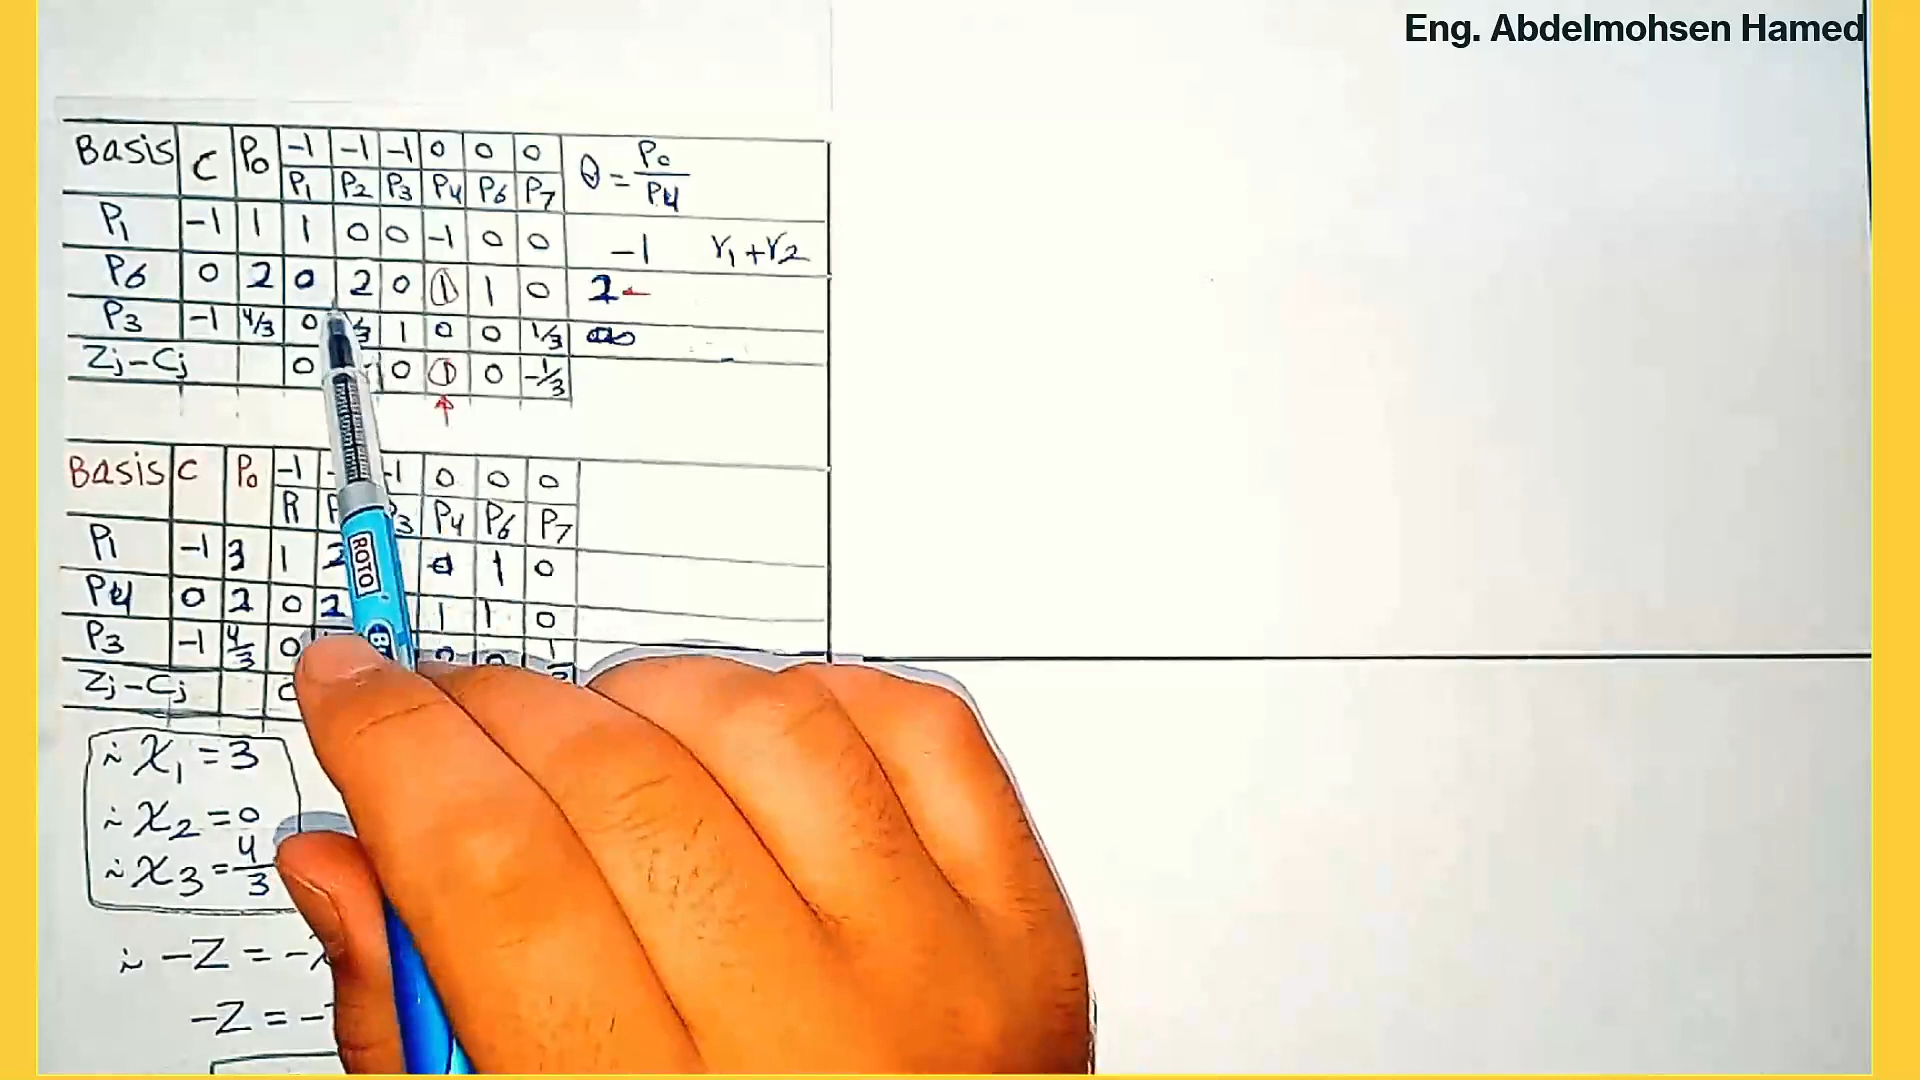 Eng. Abdelmohsen Hamed
Basis C P0 -1 -1 -1 0 0 0 θ = P0/P4
P1 P2 P3 P4 P6 P7
P1 -1 1 1 0 0 -1 0 0 -1 r1+r2
P6 0 2 0 2 0 1 1 0 2
P3 -1 4/3 0 1 0 0 1/3 ∞
Zj-Cj 0 0 1 0 -1/3
Basis C P0 -1 -1 0 0 0
P1 P3 P4 P6 P7
P1 -1 3 1 2 0 1 0
P4 0 2 0 2 1 1 0
P3 -1 4/3 0
Zj-Cj
∴ x1 = 3
∴ x2 = 0
∴ x3 = 4/3
∴ -Z = -
-Z = -
ROTO